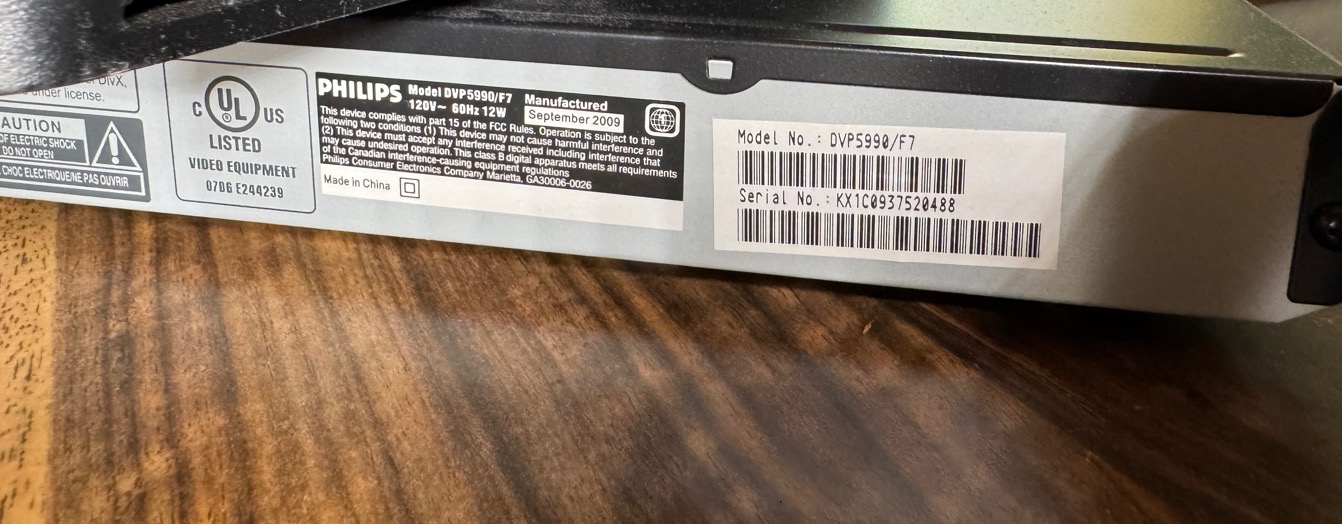 DivX,
under license.
AUTION
OF ELECTRIC SHOCK
DO NOT OPEN
CHOC ELECTRIQUE/NE PAS OUVRIR
C UL US
LISTED
VIDEO EQUIPMENT
07D6 E244239
PHILIPS Model DVP5990/F7
120V~ 60Hz 12W
Manufactured
September 2009
This device complies with part 15 of the FCC Rules. Operation is subject to the
following two conditions (1) This device may not cause harmful interference and
(2) This device must accept any interference received including interference that
may cause undesired operation. This class B digital apparatus meets all requirements
of the Canadian interference-causing equipment regulations
Philips Consumer Electronics Company Marietta, GA30006-0026
Made in China
Model No.: DVP5990/F7
Serial No.: KX1C0937520488